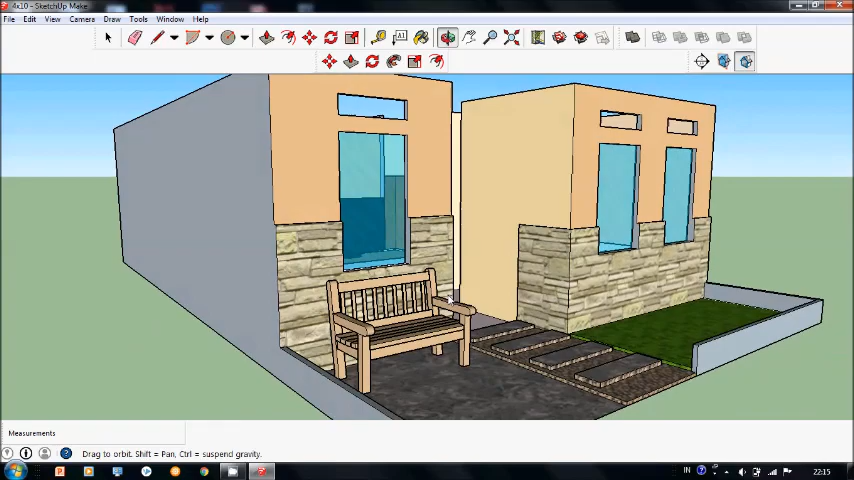 4x10 - SketchUp Make
File Edit View Camera Draw Tools Window Help
A1
Measurements
Drag to orbit. Shift = Pan, Ctrl = suspend gravity.
IN
22:15